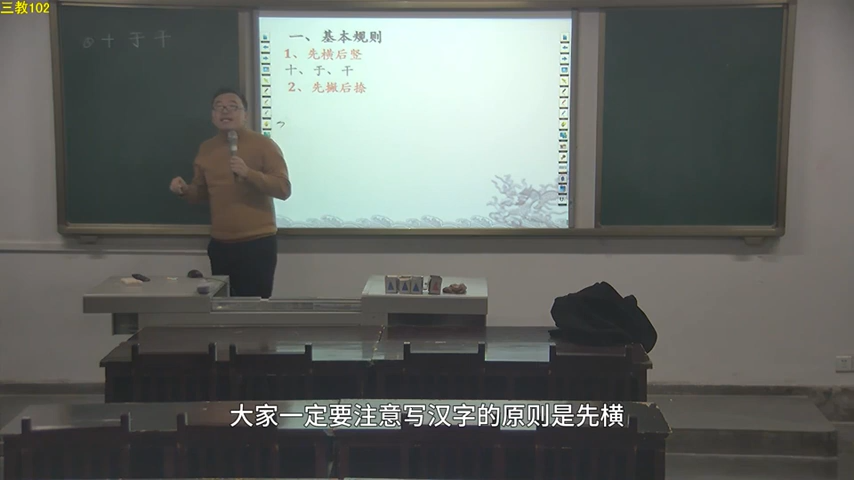 三教102
十 于 千
一、基本规则
1、先横后竖
十、于、干
2、先撇后捺
大家一定要注意写汉字的原则是先横